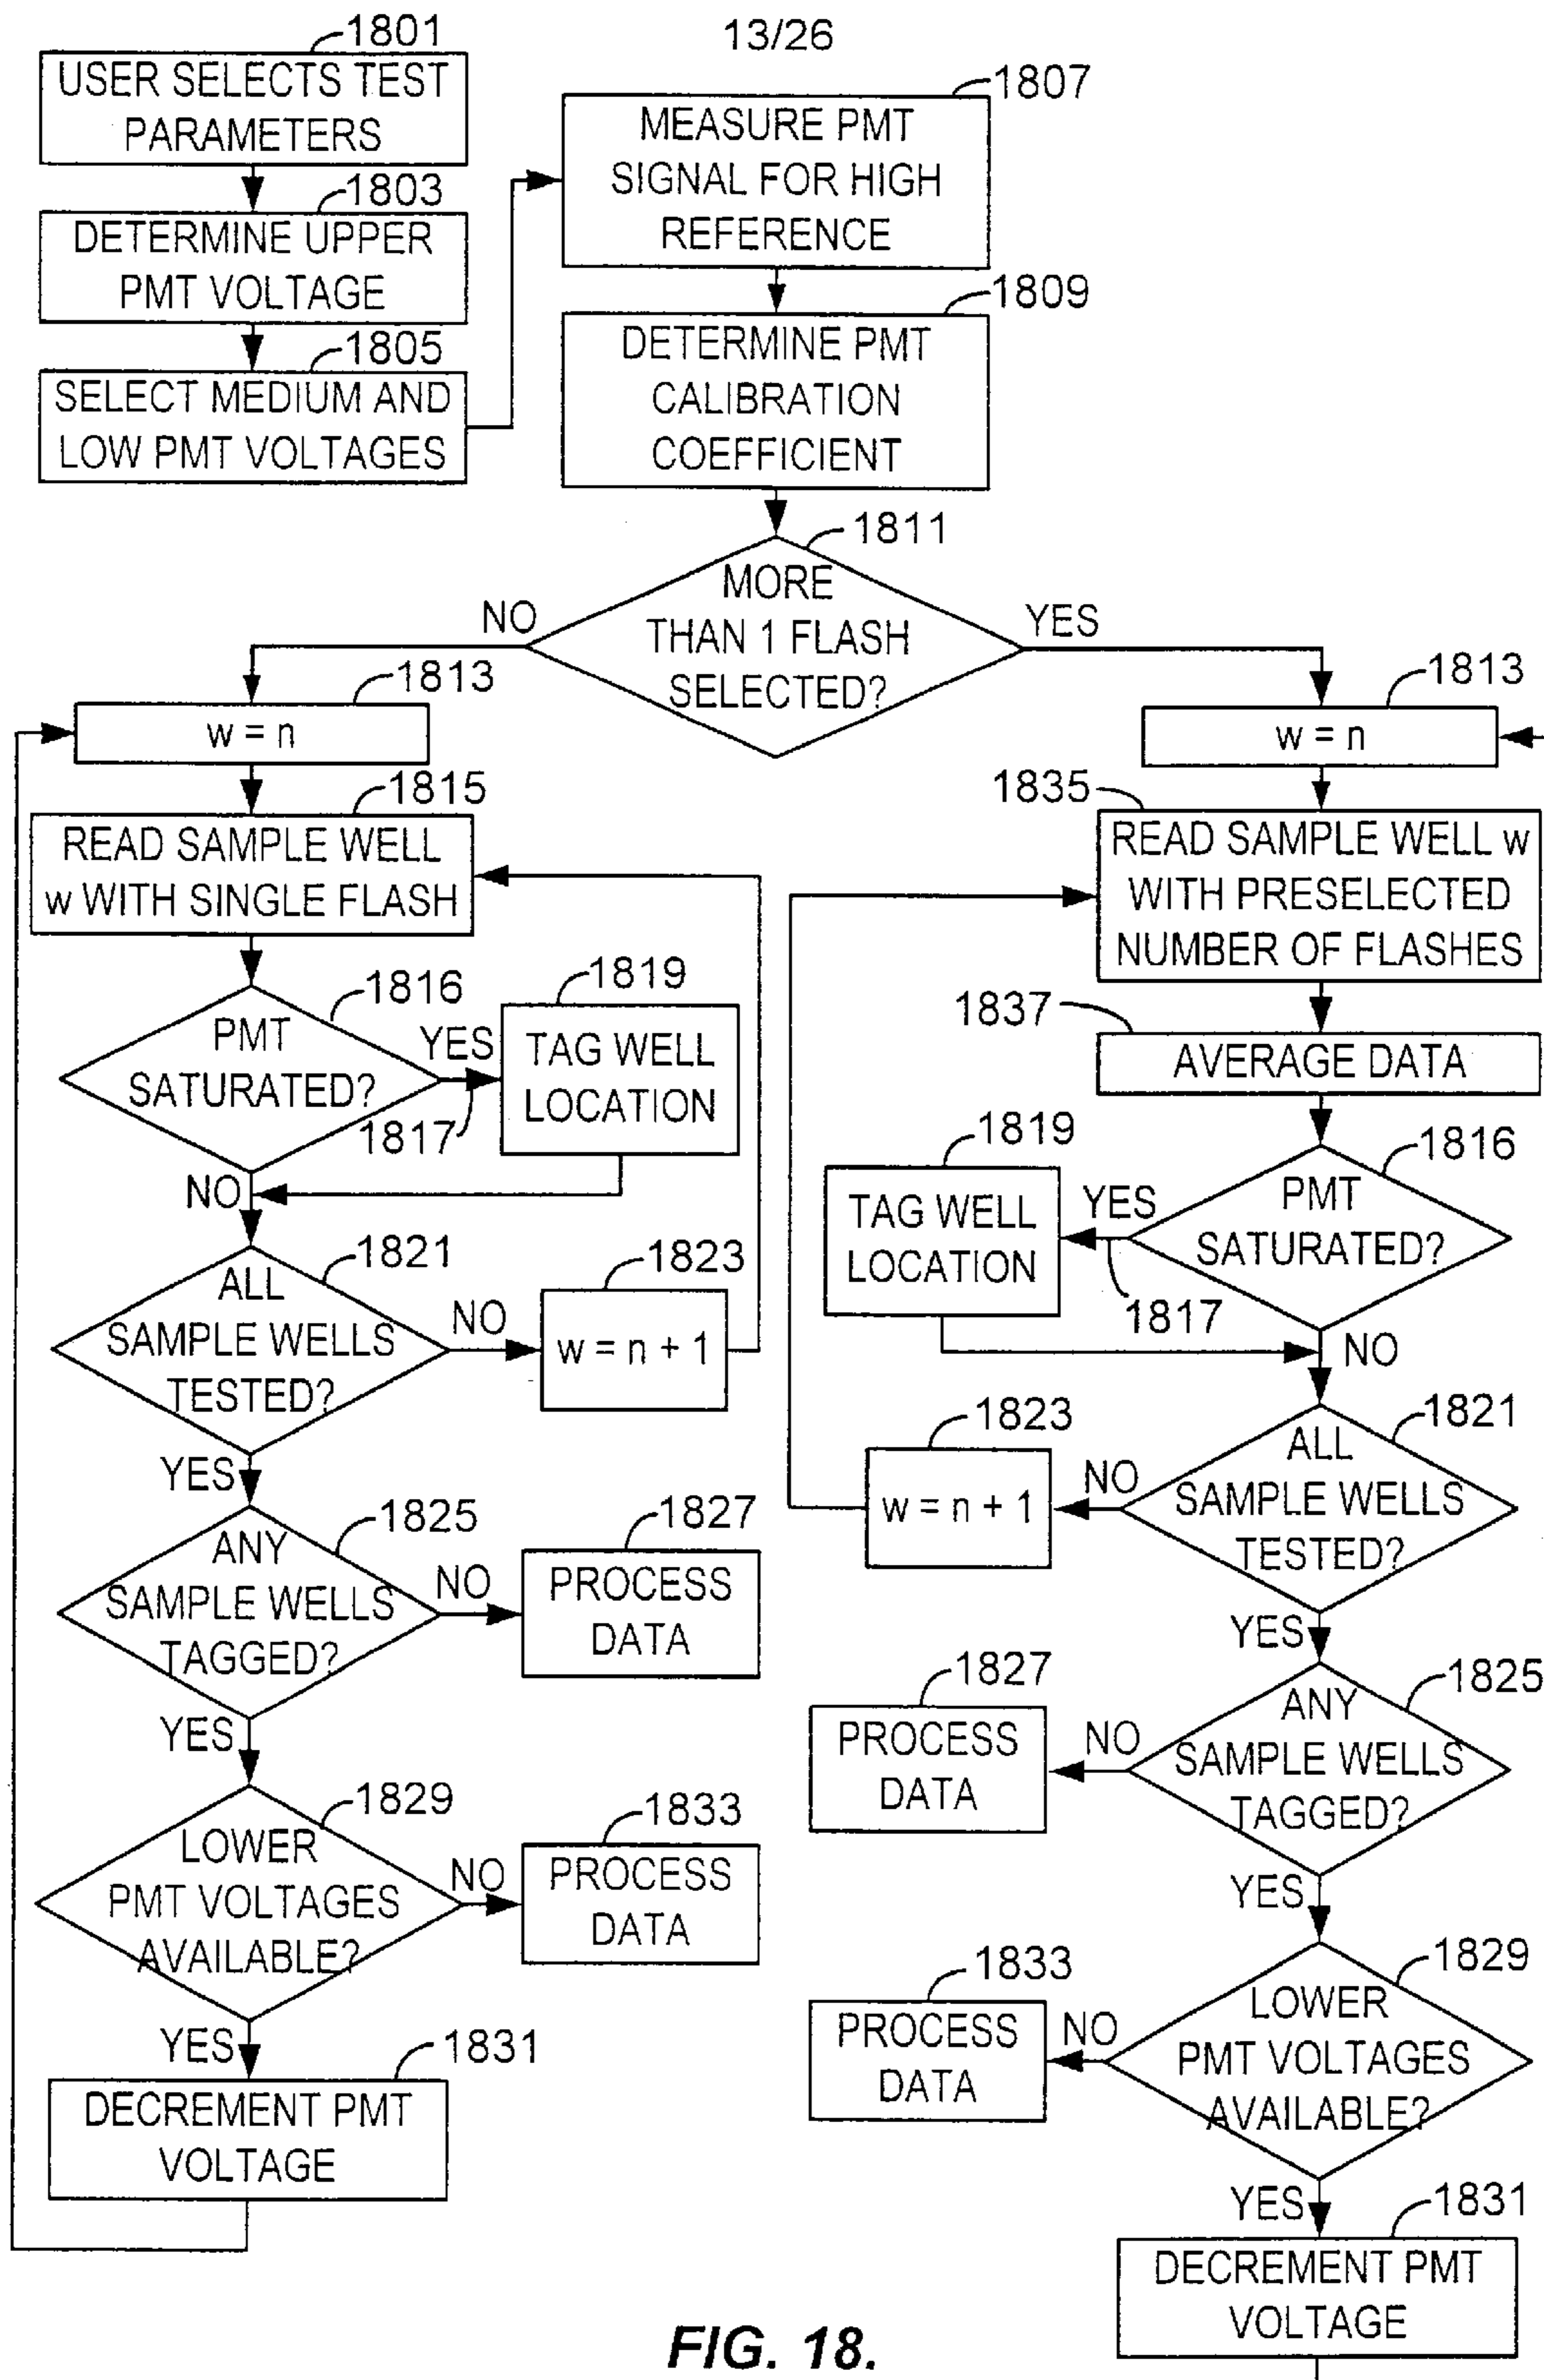 13/26
1801
USER SELECTS TEST
PARAMETERS
1803
DETERMINE UPPER
PMT VOLTAGE
1805
SELECT MEDIUM AND
LOW PMT VOLTAGES
1807
MEASURE PMT
SIGNAL FOR HIGH
REFERENCE
1809
DETERMINE PMT
CALIBRATION
COEFFICIENT
1811
MORE
THAN 1 FLASH
SELECTED?
NO
YES
1813
w = n
1815
READ SAMPLE WELL
w WITH SINGLE FLASH
1816
PMT
SATURATED?
YES
1817
1819
TAG WELL
LOCATION
NO
1821
ALL
SAMPLE WELLS
TESTED?
NO
1823
w = n + 1
YES
1825
ANY
SAMPLE WELLS
TAGGED?
NO
1827
PROCESS
DATA
YES
1829
LOWER
PMT VOLTAGES
AVAILABLE?
NO
1833
PROCESS
DATA
YES
1831
DECREMENT PMT
VOLTAGE
1813
w = n
1835
READ SAMPLE WELL w
WITH PRESELECTED
NUMBER OF FLASHES
1837
AVERAGE DATA
1816
PMT
SATURATED?
YES
1817
1819
TAG WELL
LOCATION
NO
1821
ALL
SAMPLE WELLS
TESTED?
NO
1823
w = n + 1
YES
1825
ANY
SAMPLE WELLS
TAGGED?
NO
1827
PROCESS
DATA
YES
1829
LOWER
PMT VOLTAGES
AVAILABLE?
NO
1833
PROCESS
DATA
YES
1831
DECREMENT PMT
VOLTAGE
FIG. 18.